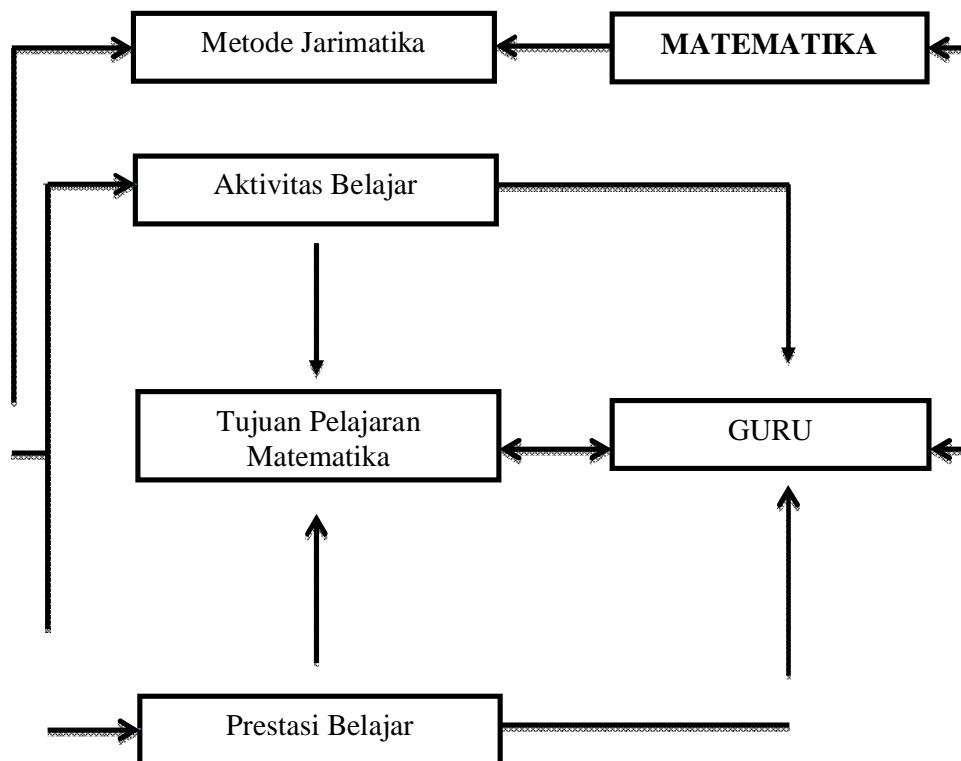 Metode Jarimatika
MATEMATIKA
Aktivitas Belajar
Tujuan Pelajaran
Matematika
GURU
Prestasi Belajar